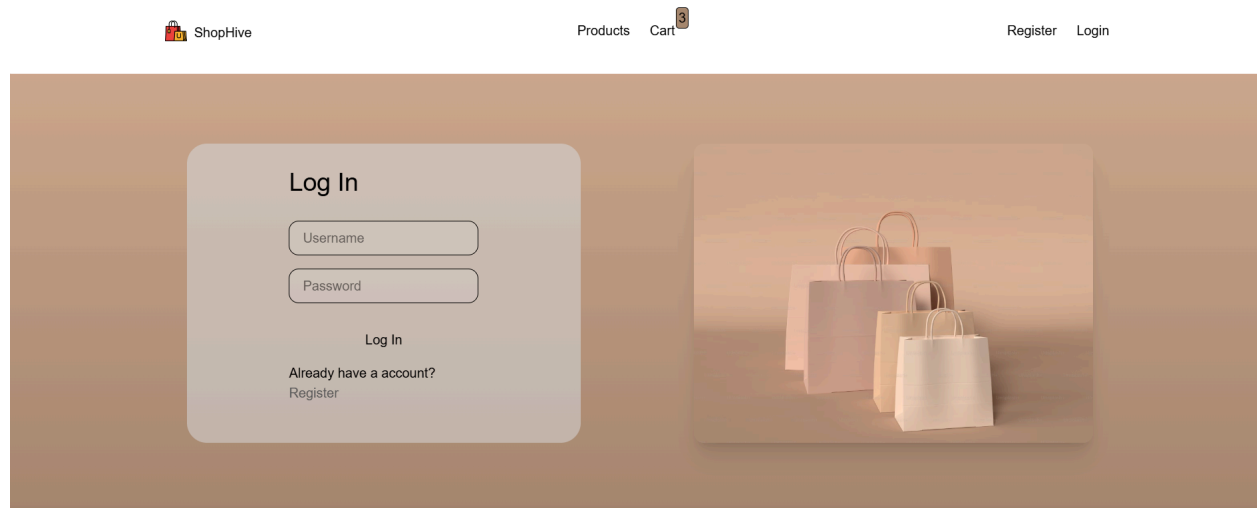 ShopHive
Products
Cart
3
Register
Login
Log In
Username
Password
Log In
Already have a account?
Register